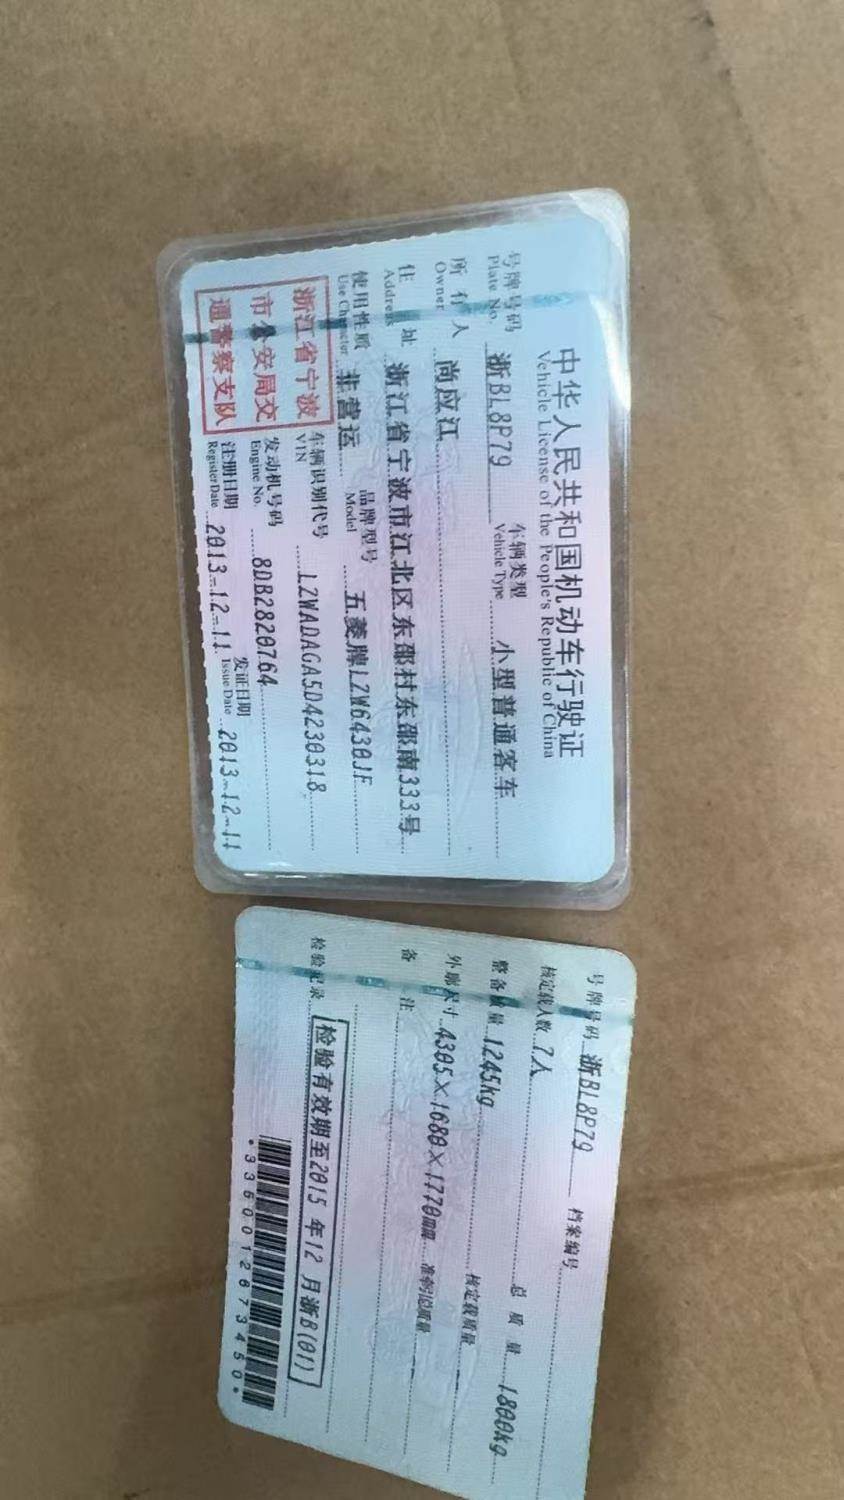 中华人民共和国机动车行驶证
Vehicle License of the People's Republic of China
号牌号码 浙BL8P79 车辆类型 小型普通客车
Plate No. Vehicle Type
所有人 尚应江
Owner
住址 浙江省宁波市江北区东邵村东邵南333号
Address
使用性质 非营运 品牌型号 五菱牌LZW6430JF
Use Character Model
浙江省宁波
市公安局交
通警察支队
车辆识别代号 LZWADAGA5D4230318
VIN
发动机号码 8DB2820764
Engine No.
注册日期 2013-12-11 发证日期 2013-12-11
Register Date Issue Date
号牌号码 浙BL8P79 档案编号
核定载人数 7人 总质量 1800kg
整备质量 1245kg 核定载质量
外廓尺寸 4305×1680×1770mm 准牵引总质量
备注
检验记录 检验有效期至2015年12月浙B(01)
*3350012673450*